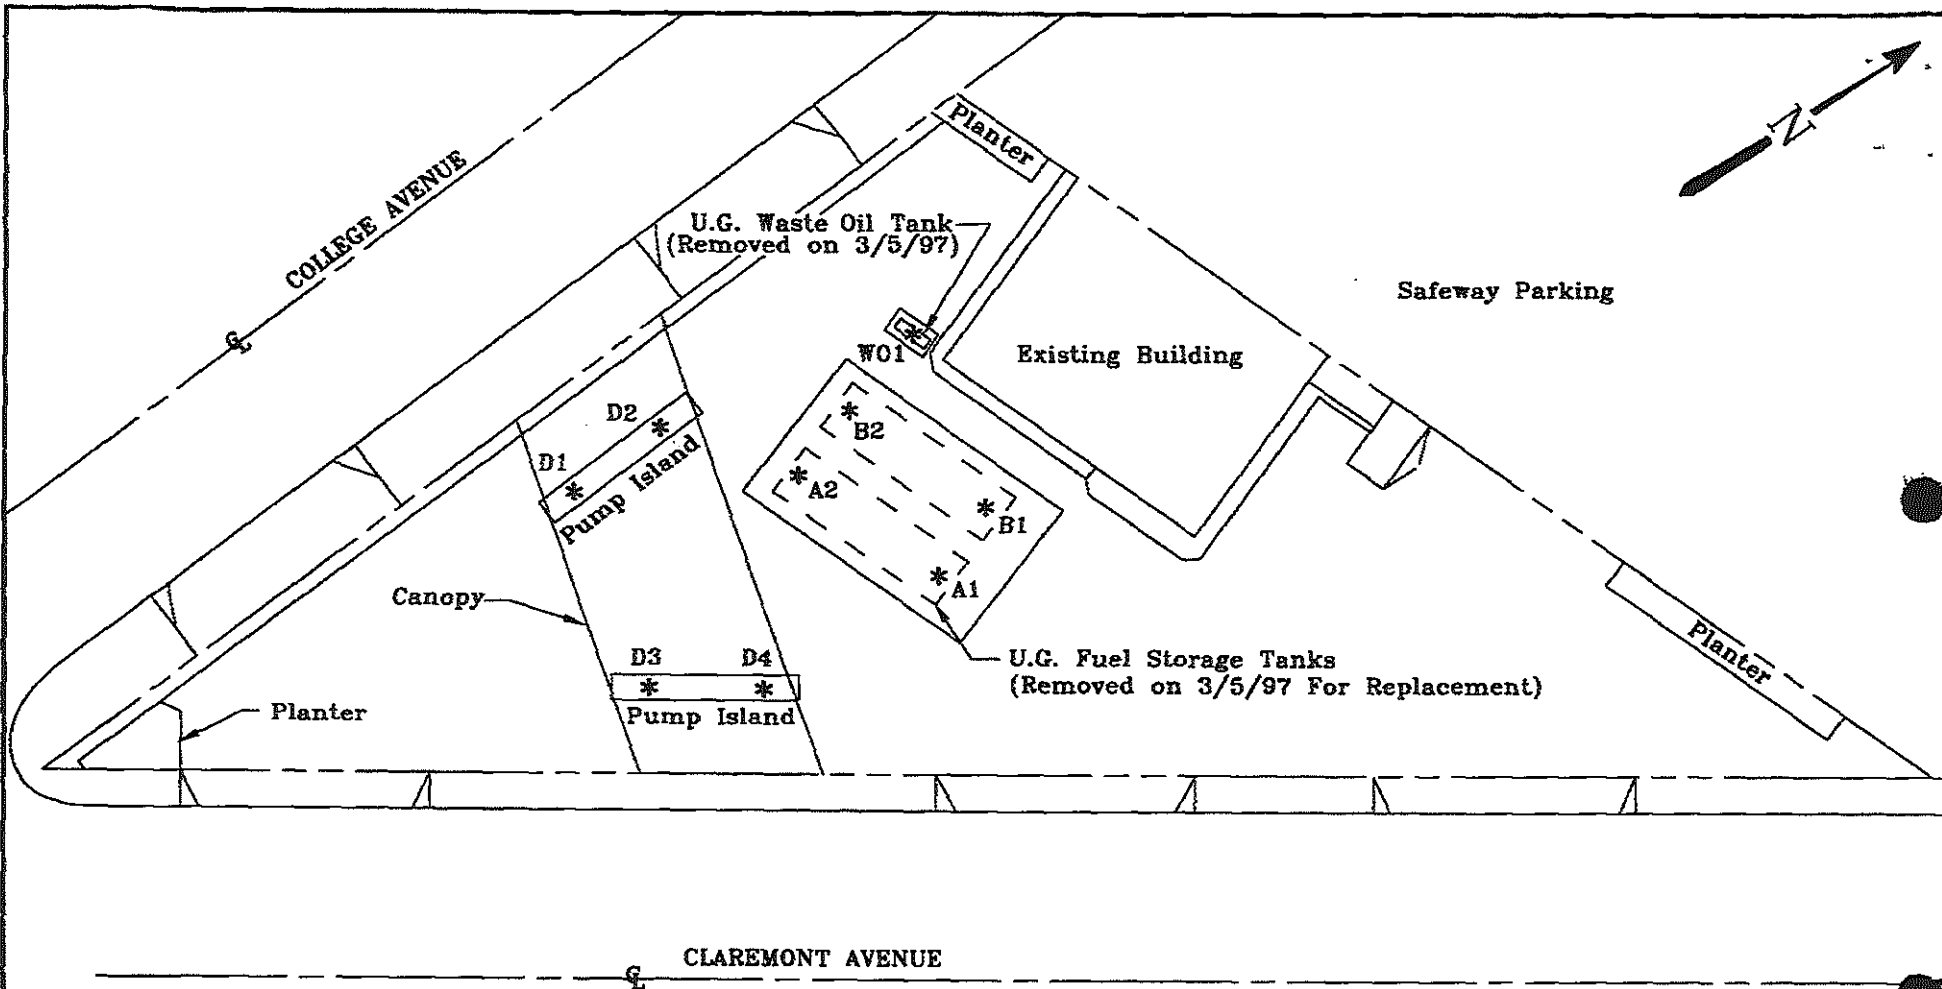 Planter
N
COLLEGE AVENUE
U.G. Waste Oil Tank
(Removed on 3/5/97)
Safeway Parking
℄
WO1
Existing Building
D2
B2
D1
A2
Pump Island
B1
A1
Canopy
D3 D4
U.G. Fuel Storage Tanks
(Removed on 3/5/97 For Replacement)
Planter
Planter
Pump Island
CLAREMONT AVENUE
℄